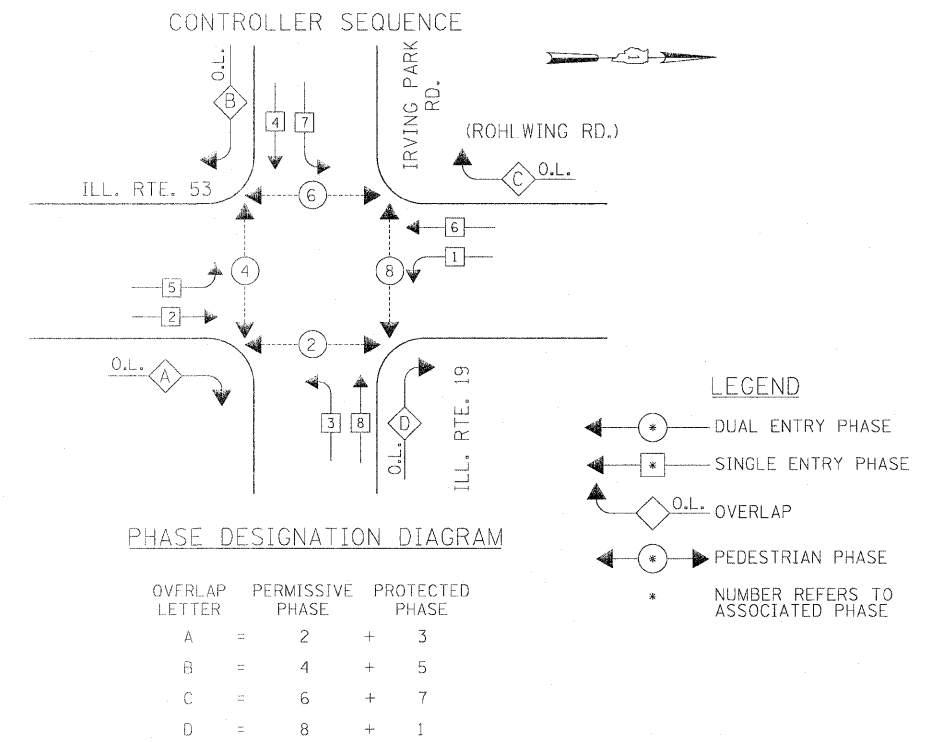 CONTROLLER SEQUENCE
O.L.
B
4
7
IRVING PARK
RD.
(ROHLWING RD.)
C
O.L.
ILL. RTE. 53
6
6
1
4
8
5
2
2
O.L.
A
3
8
D
O.L.
ILL. RTE. 19
LEGEND
* DUAL ENTRY PHASE
* SINGLE ENTRY PHASE
O.L. OVERLAP
* PEDESTRIAN PHASE
* NUMBER REFERS TO
ASSOCIATED PHASE
PHASE DESIGNATION DIAGRAM
OVERLAP PERMISSIVE PROTECTED
LETTER PHASE PHASE
A = 2 + 3
B = 4 + 5
C = 6 + 7
D = 8 + 1